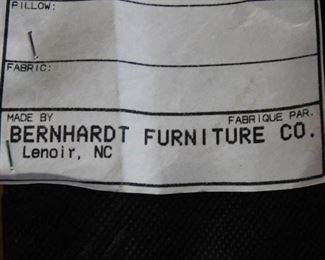 PILLOW:
FABRIC:
MADE BY FABRIQUE PAR.
BERNHARDT FURNITURE CO.
Lenoir, NC